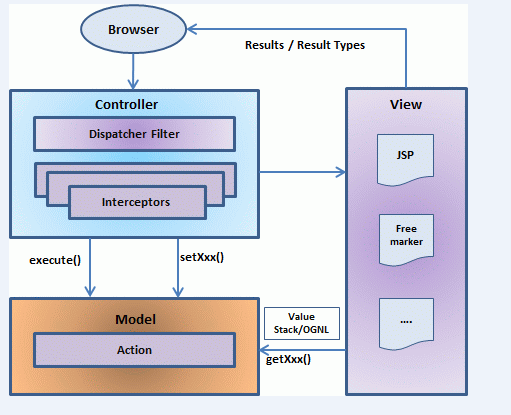 Browser
Results / Result Types
Controller
Dispatcher Filter
Interceptors
View
JSP
Free
marker
....
execute()
setXxx()
Model
Action
Value
Stack/OGNL
getXxx()